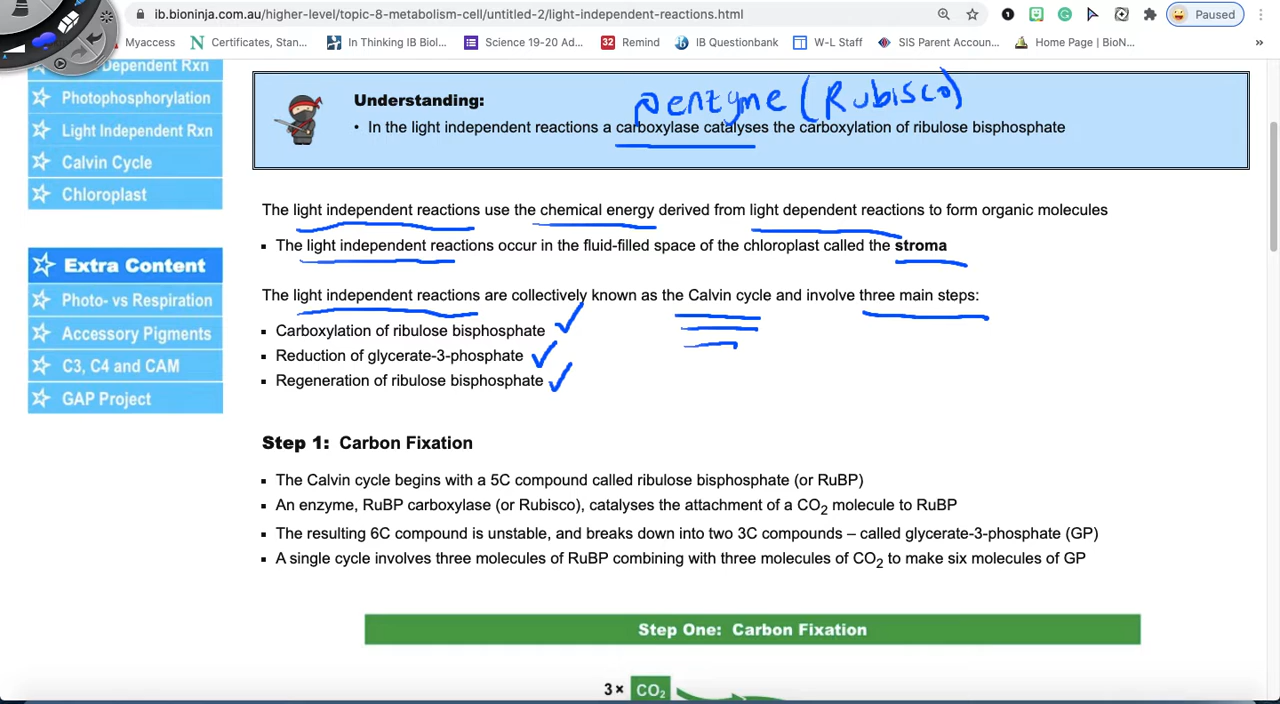 ib.bioninja.com.au/higher-level/topic-8-metabolism-cell/untitled-2/light-independent-reactions.html
Paused
Myaccess
Certificates, Stan...
In Thinking IB Biol...
Science 19-20 Ad...
32 Remind
IB Questionbank
W-L Staff
SIS Parent Accoun...
Home Page | BioN...
»
Dependent Rxn
Photophosphorylation
Light Independent Rxn
Calvin Cycle
Chloroplast
Extra Content
Photo- vs Respiration
Accessory Pigments
C3, C4 and CAM
GAP Project
enzyme (Rubisco)
Understanding:
• In the light independent reactions a carboxylase catalyses the carboxylation of ribulose bisphosphate
The light independent reactions use the chemical energy derived from light dependent reactions to form organic molecules
▪ The light independent reactions occur in the fluid-filled space of the chloroplast called the stroma
The light independent reactions are collectively known as the Calvin cycle and involve three main steps:
▪ Carboxylation of ribulose bisphosphate
▪ Reduction of glycerate-3-phosphate
▪ Regeneration of ribulose bisphosphate
Step 1: Carbon Fixation
▪ The Calvin cycle begins with a 5C compound called ribulose bisphosphate (or RuBP)
▪ An enzyme, RuBP carboxylase (or Rubisco), catalyses the attachment of a CO₂ molecule to RuBP
▪ The resulting 6C compound is unstable, and breaks down into two 3C compounds – called glycerate-3-phosphate (GP)
▪ A single cycle involves three molecules of RuBP combining with three molecules of CO₂ to make six molecules of GP
Step One: Carbon Fixation
3 × CO₂